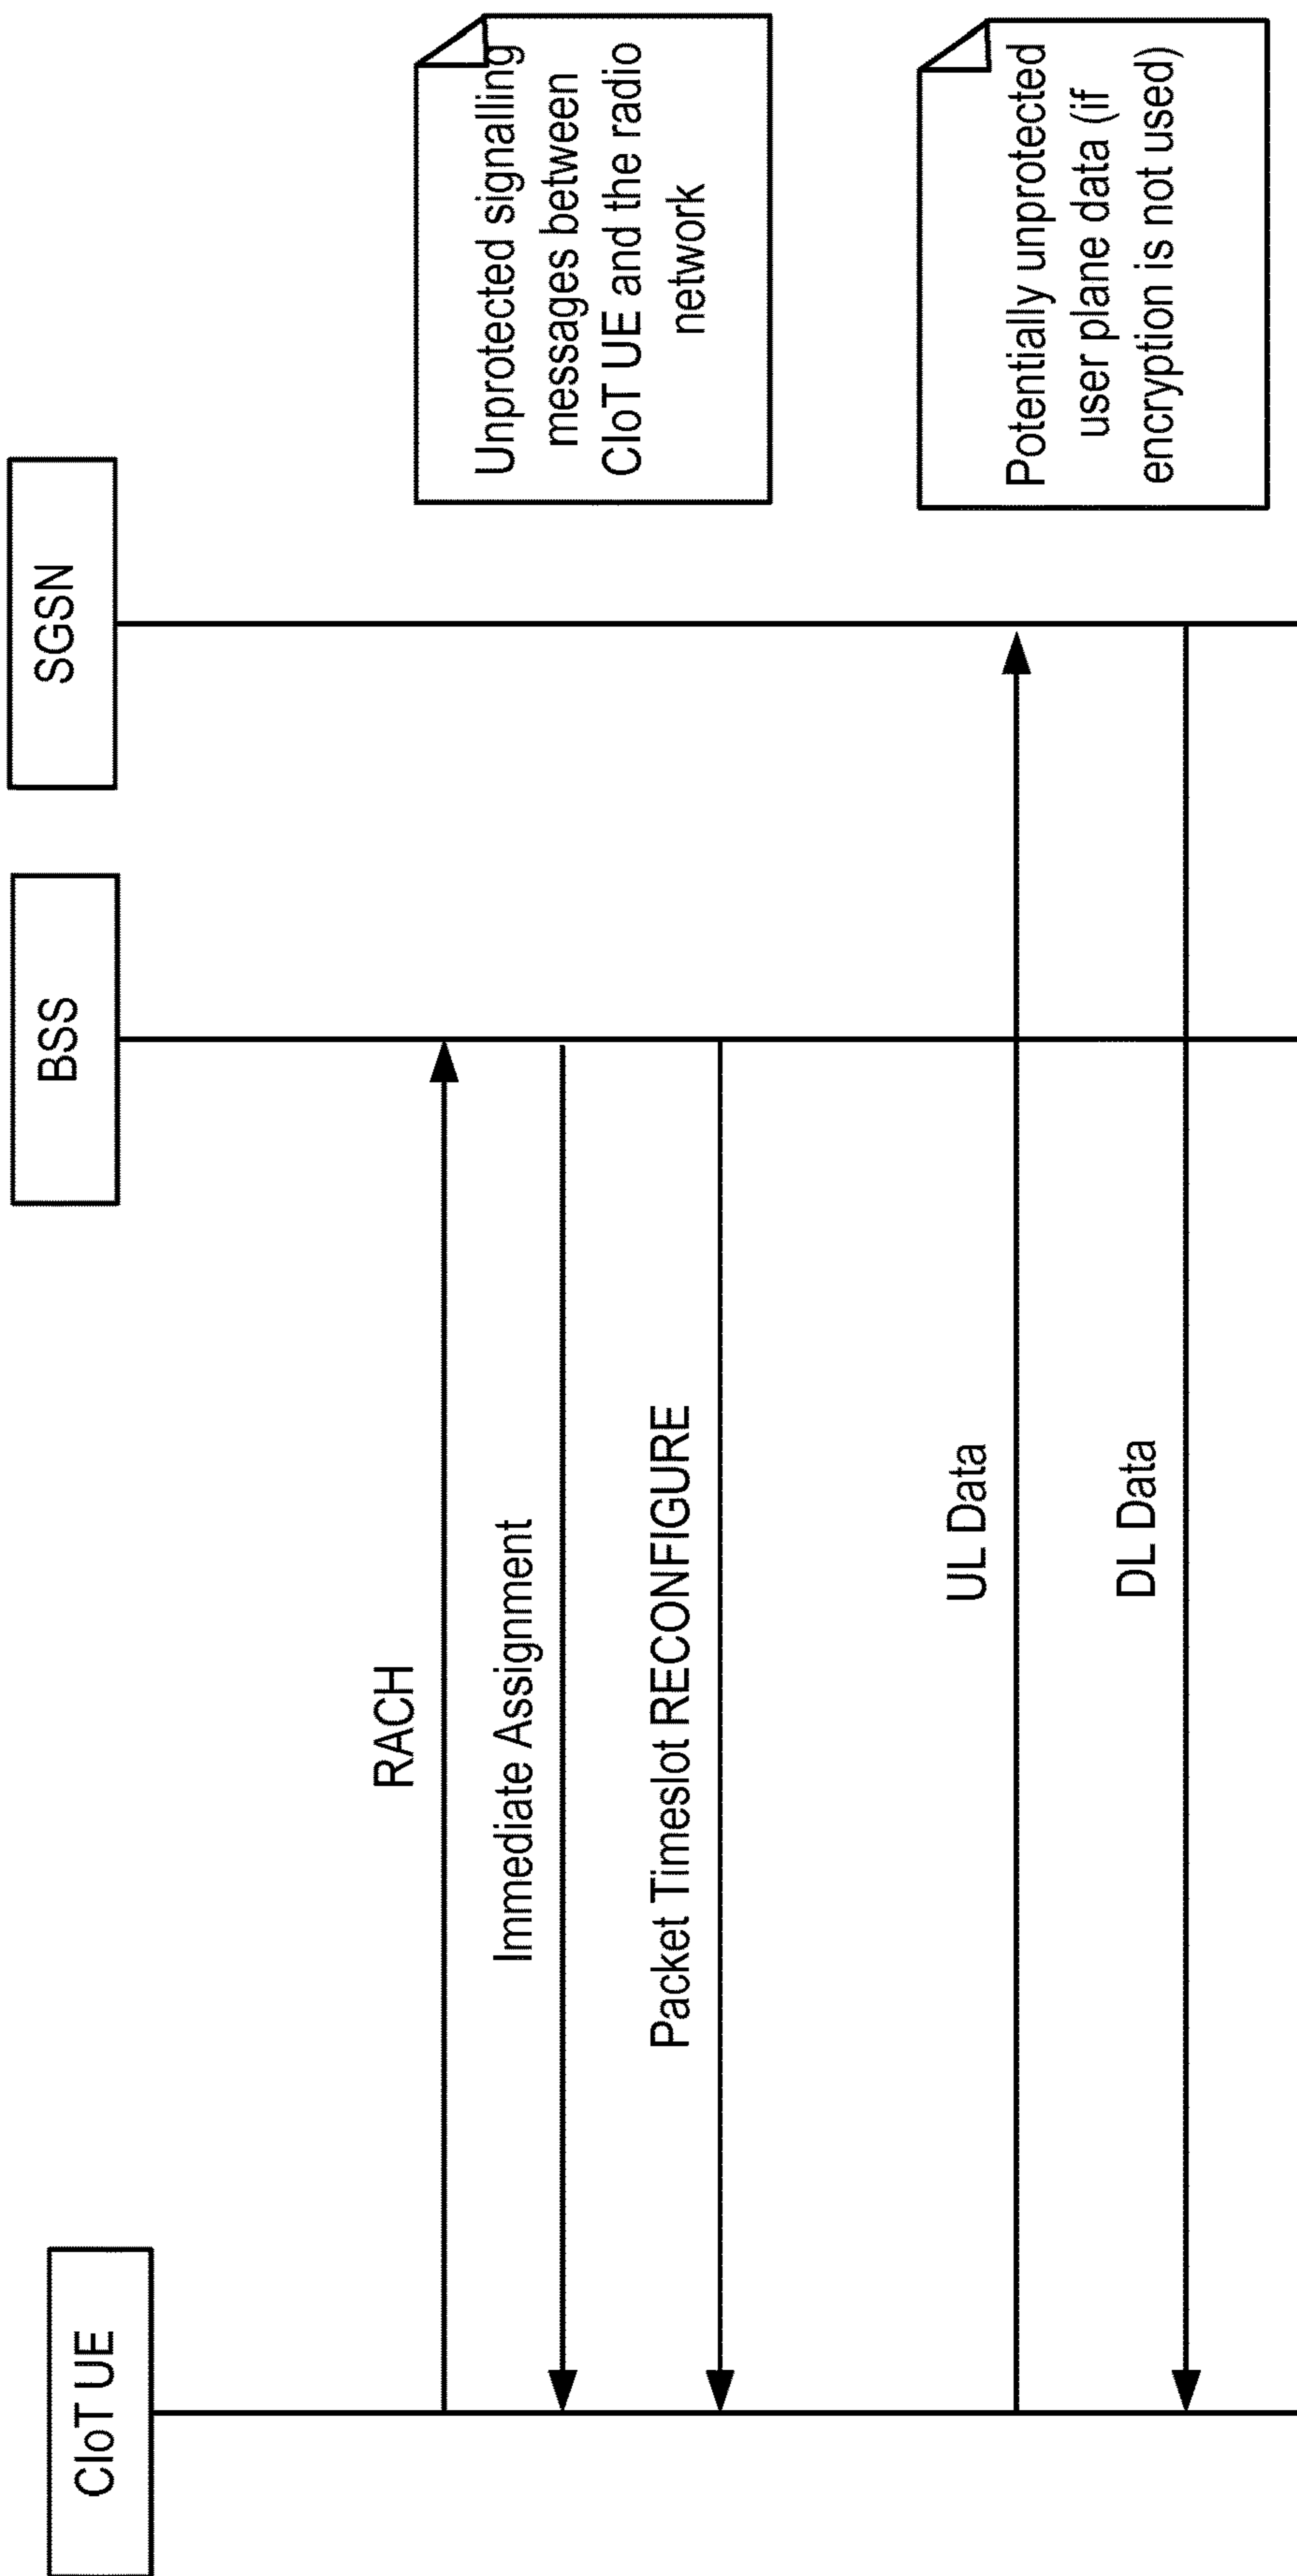 CIoT UE
BSS
SGSN
RACH
Immediate Assignment
Packet Timeslot RECONFIGURE
Unprotected signalling
messages between
CIoT UE and the radio
network
UL Data
DL Data
Potentially unprotected
user plane data (if
encryption is not used)